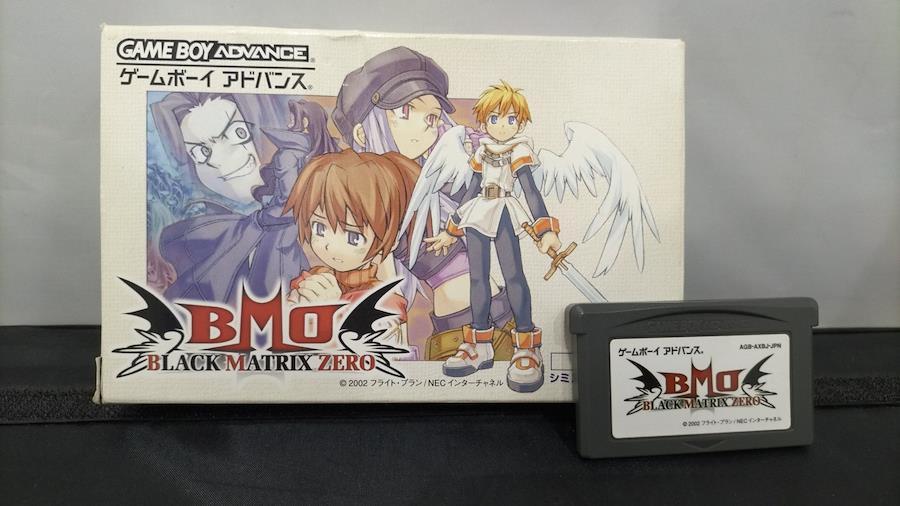 GAME BOY ADVANCE®
ゲームボーイ アドバンス®
BMO
BLACK MATRIX ZERO
© 2002 フライト・プラン / NEC インターチャネル
シミ
ゲームボーイ アドバンス®
AGB-AXBJ-JPN
BMO
BLACK MATRIX ZERO
© 2002 フライト・プラン / NEC インターチャネル